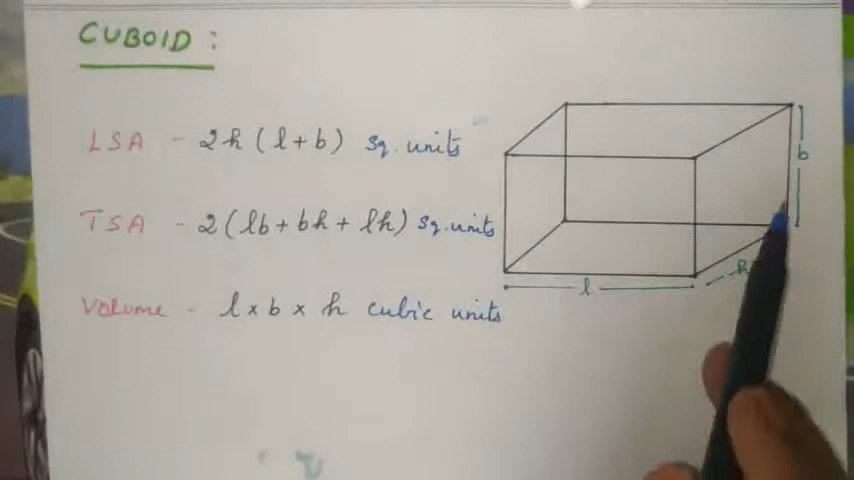 CUBOID :
LSA - 2h (l+b) sq. units
TSA - 2(lb+bh+lh) sq. units
Volume - l x b x h cubic units
b
h
l